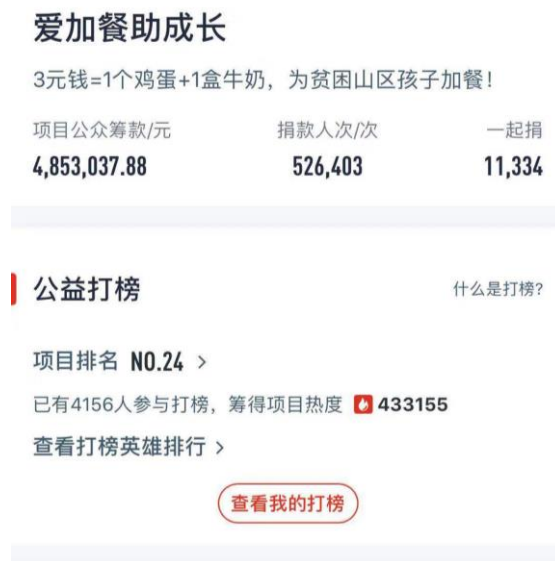 爱加餐助成长
3元钱=1个鸡蛋+1盒牛奶，为贫困山区孩子加餐！
项目公众筹款/元 捐款人次/次 一起捐
4,853,037.88 526,403 11,334
公益打榜 什么是打榜?
项目排名 NO.24 >
已有4156人参与打榜，筹得项目热度 433155
查看打榜英雄排行 >
查看我的打榜